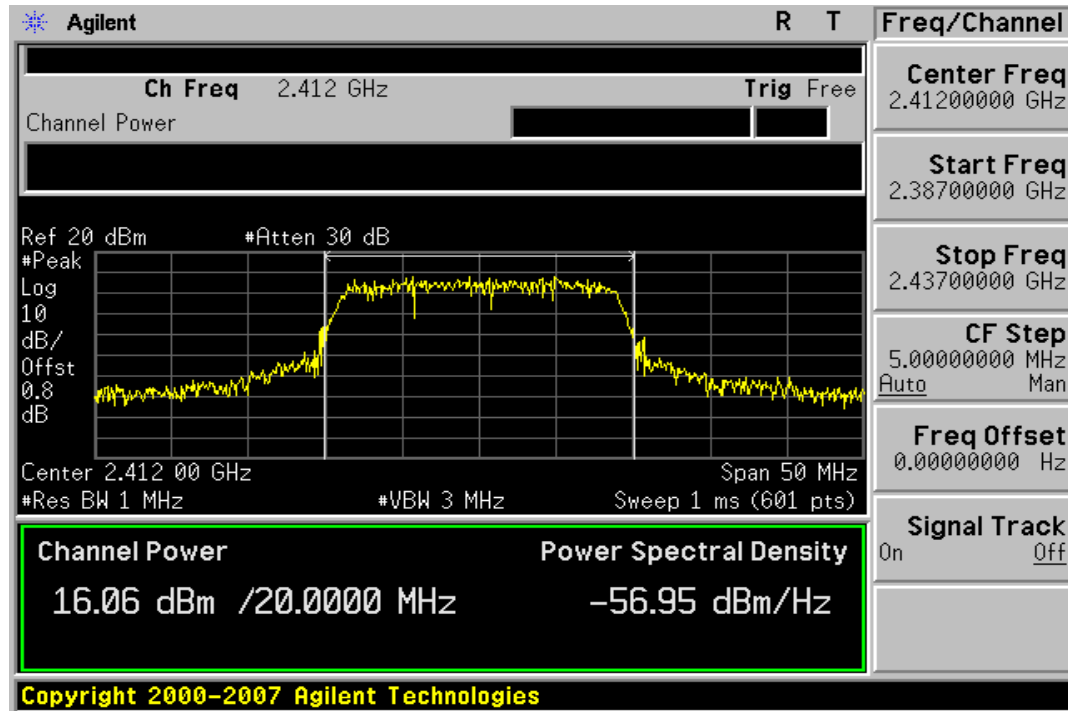 Agilent R T
Ch Freq 2.412 GHz Trig Free
Channel Power
Ref 20 dBm #Atten 30 dB
#Peak
Log
10
dB/
Offst
0.8
dB
Center 2.412 00 GHz Span 50 MHz
#Res BW 1 MHz #VBW 3 MHz Sweep 1 ms (601 pts)
Channel Power Power Spectral Density
16.06 dBm /20.0000 MHz -56.95 dBm/Hz
Copyright 2000-2007 Agilent Technologies
Freq/Channel
Center Freq
2.41200000 GHz
Start Freq
2.38700000 GHz
Stop Freq
2.43700000 GHz
CF Step
5.00000000 MHz
Auto Man
Freq Offset
0.00000000 Hz
Signal Track
On Off